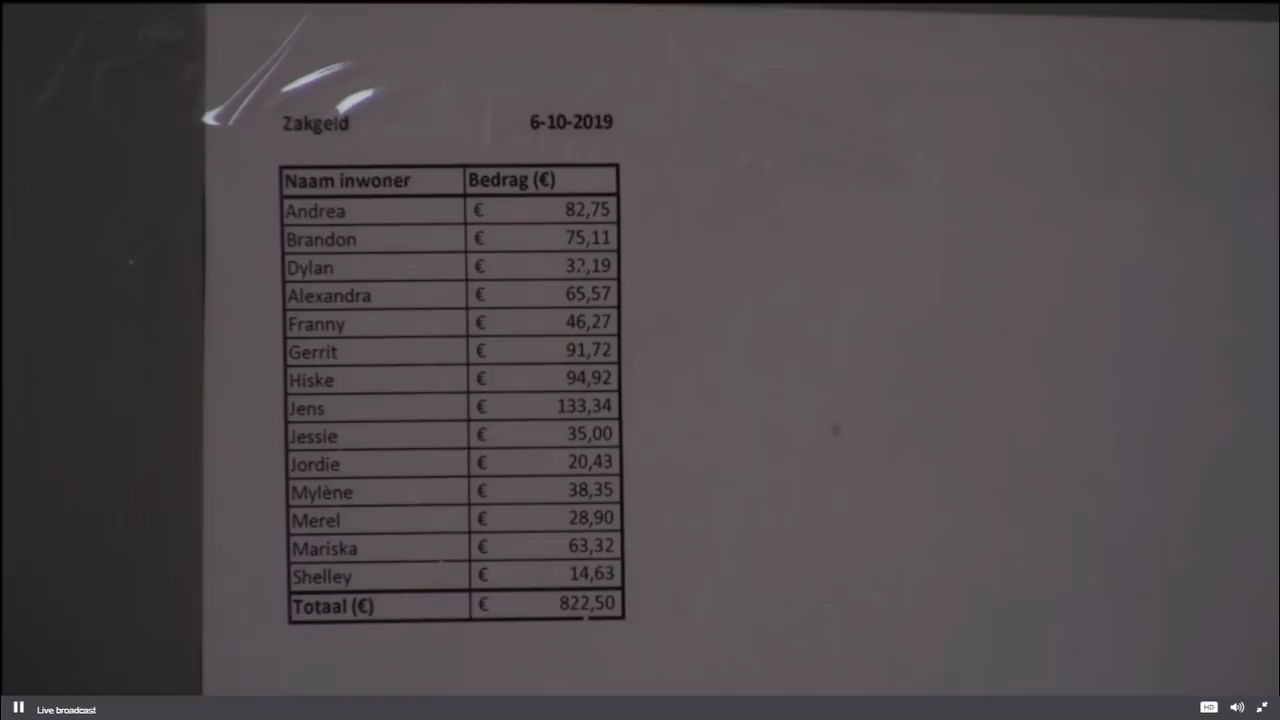 Zakgeld 6-10-2019
Naam inwoner Bedrag (€)
Andrea € 82,75
Brandon € 75,11
Dylan € 32,19
Alexandra € 65,57
Franny € 46,27
Gerrit € 91,72
Hiske € 94,92
Jens € 133,34
Jessie € 35,00
Jordie € 20,43
Mylène € 38,35
Merel € 28,90
Mariska € 63,32
Shelley € 14,63
Totaal (€) € 822,50
Live broadcast HD